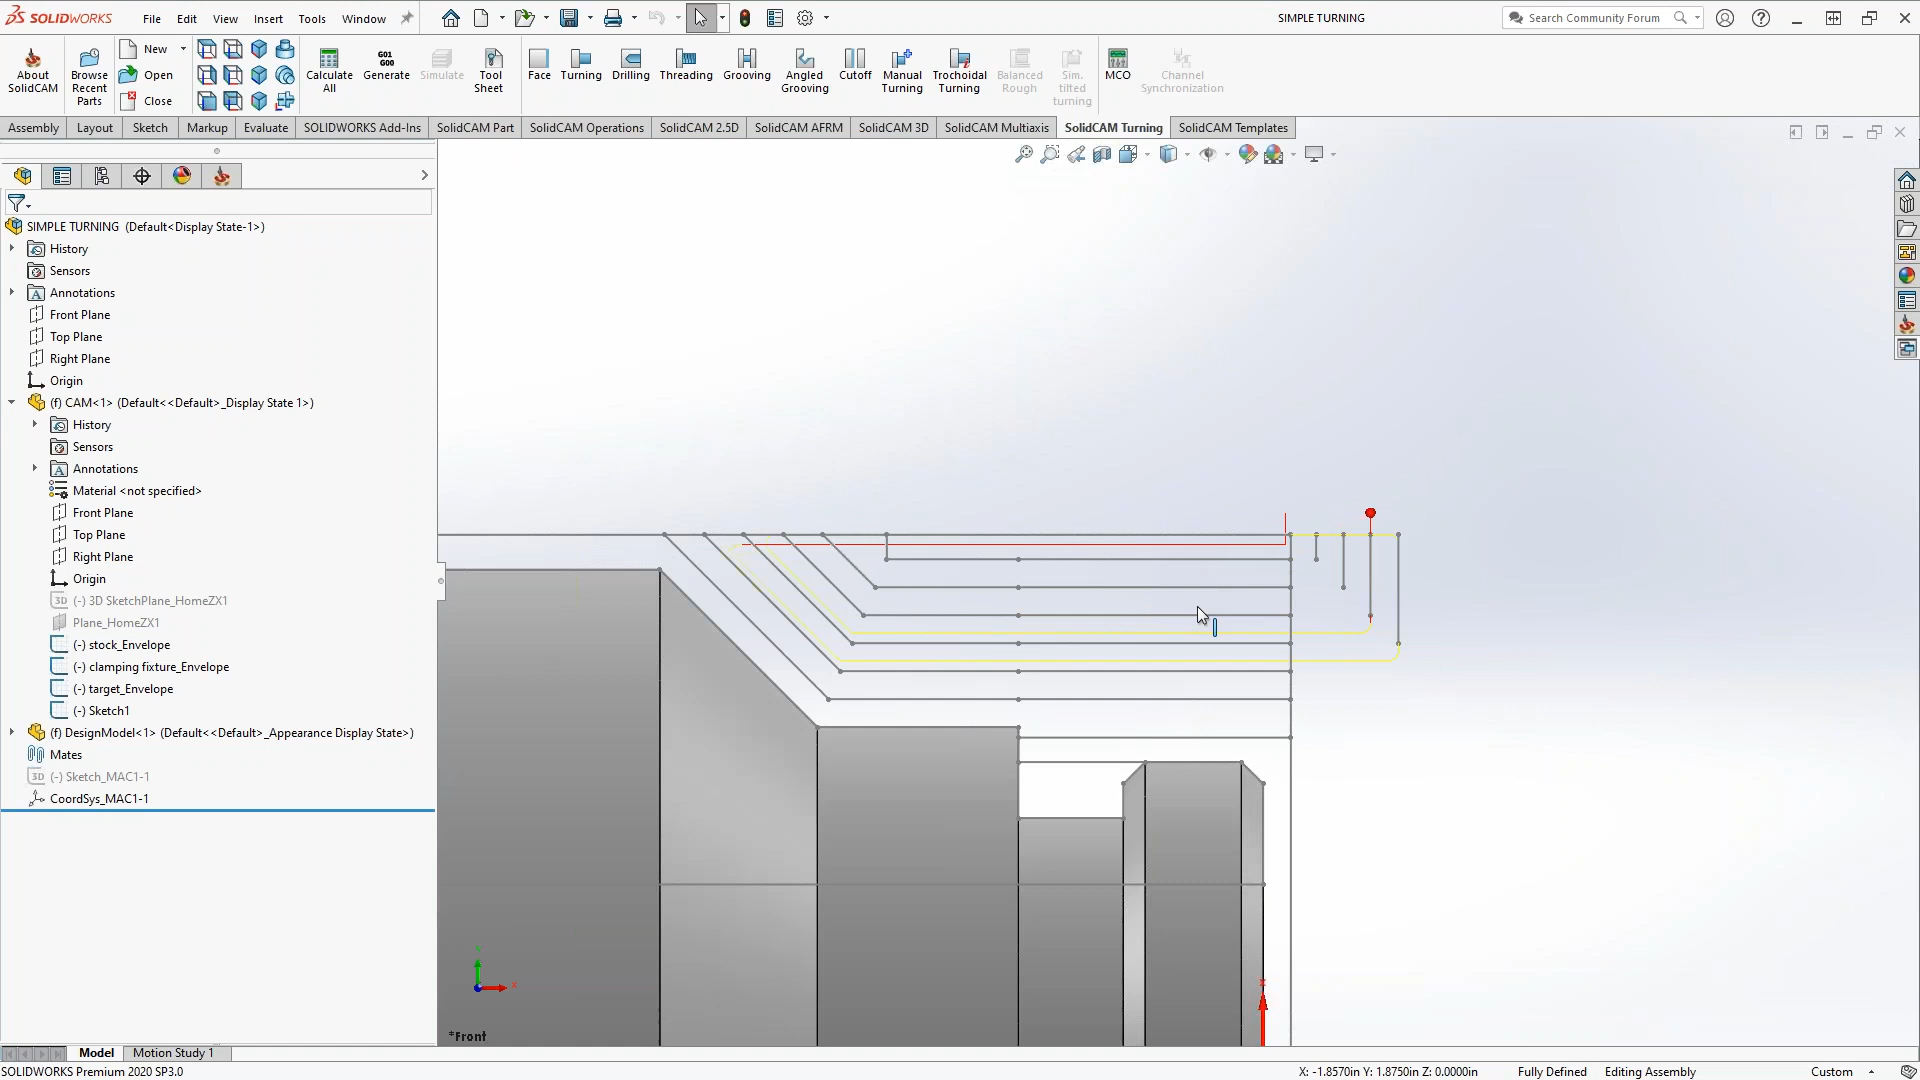 SOLIDWORKS File Edit View Insert Tools Window SIMPLE TURNING Search Community Forum
About SolidCAM
Browse Recent Parts
New
Open
Close
Calculate All
G01 G00
Generate
Simulate
Tool Sheet
Face
Turning
Drilling
Threading
Grooving
Angled Grooving
Cutoff
Manual Turning
Trochoidal Turning
Balanced Rough
Sim. tilted turning
MCO
Channel Synchronization
Assembly Layout Sketch Markup Evaluate SOLIDWORKS Add-Ins SolidCAM Part SolidCAM Operations SolidCAM 2.5D SolidCAM AFRM SolidCAM 3D SolidCAM Multiaxis SolidCAM Turning SolidCAM Templates
SIMPLE TURNING (Default<Display State-1>)
History
Sensors
Annotations
Front Plane
Top Plane
Right Plane
Origin
(f) CAM<1> (Default<<Default>_Display State 1>)
History
Sensors
Annotations
Material <not specified>
Front Plane
Top Plane
Right Plane
Origin
3D (-) 3D SketchPlane_HomeZX1
Plane_HomeZX1
(-) stock_Envelope
(-) clamping fixture_Envelope
(-) target_Envelope
(-) Sketch1
(f) DesignModel<1> (Default<<Default>_Appearance Display State>)
Mates
3D (-) Sketch_MAC1-1
CoordSys_MAC1-1
*Front
Model Motion Study 1
SOLIDWORKS Premium 2020 SP3.0 X: -1.8570in Y: 1.8750in Z: 0.0000in Fully Defined Editing Assembly Custom